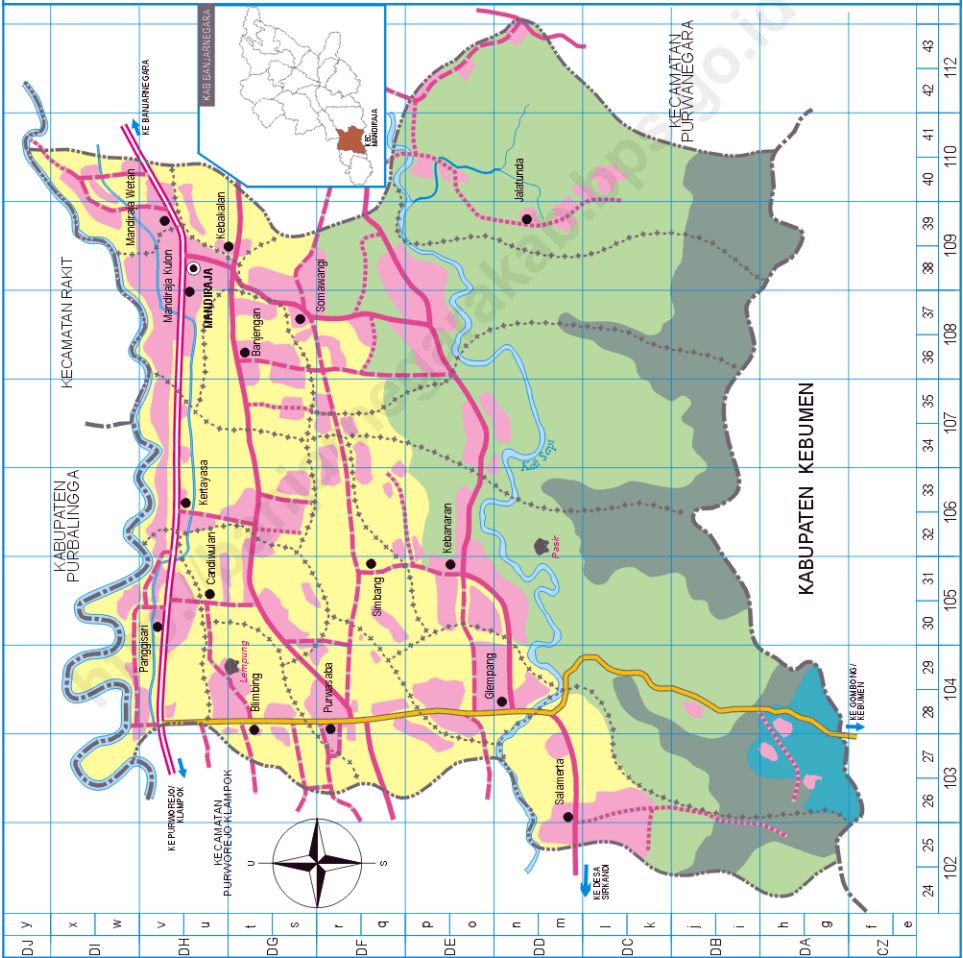 KAB BANJARNEGARA
KEC.
MANDIRAJA
KE BANJARNEGARA
KECAMATAN RAKIT
KABUPATEN
PURBALINGGA
KECAMATAN
PURWANEGARA
KABUPATEN KEBUMEN
KECAMATAN
PURWOREJO KLAMPOK
KE PURWOREJO/
KLAMPOK
KE DESA
SIRKANDI
KE GOMBONG/
KEBUMEN
Mandiraja Wetan
Mandiraja Kulon
MANDIRAJA
Kebakalan
Banjengan
Somawangi
Jalatunda
Kertayasa
Candiwulan
Panggisari
Lempung
Blimbing
Purwasaba
Simbang
Kebanaran
Glempang
Salamerta
Kali Sapi
Pasir
U
S
DJ y
x
DI w
v
DH u
t
DG s
r
DF q
p
DE o
n
DD m
l
DC k
j
DB i
h
DA g
f
CZ e
24 25 26 27 28 29 30 31 32 33 34 35 36 37 38 39 40 41 42 43
102 103 104 105 106 107 108 109 110 112